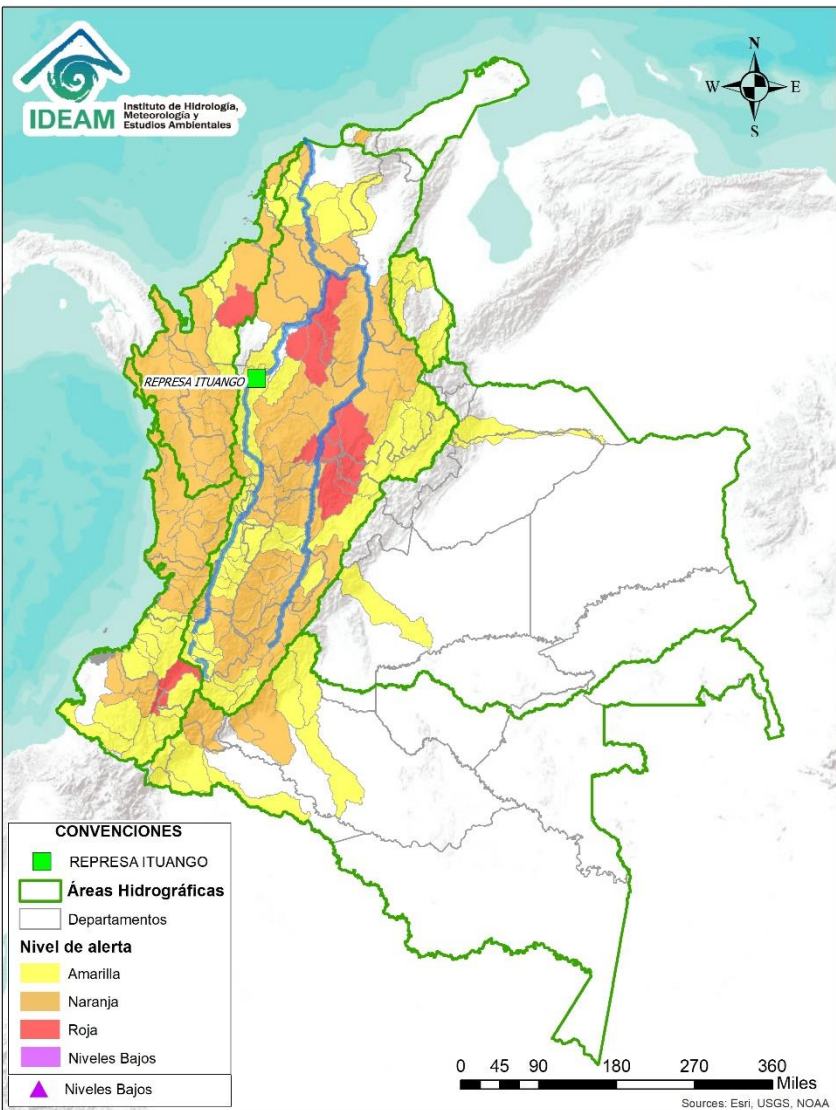 IDEAM
Instituto de Hidrología,
Meteorología y
Estudios Ambientales
N
W
E
S
REPRESA ITUANGO
CONVENCIONES
REPRESA ITUANGO
Áreas Hidrográficas
Departamentos
Nivel de alerta
Amarilla
Naranja
Roja
Niveles Bajos
Niveles Bajos
0 45 90 180 270 360
Miles
Sources: Esri, USGS, NOAA